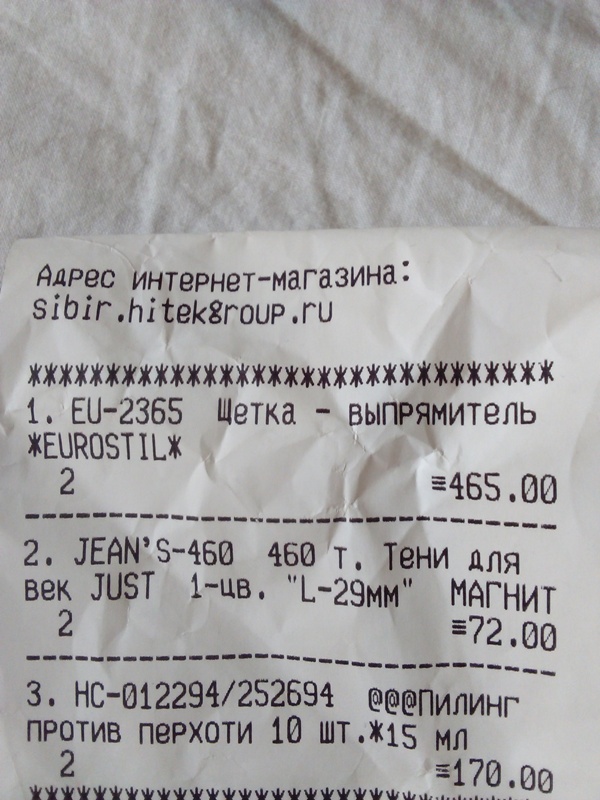 Адрес интернет-магазина:
sibir.hitekgroup.ru
***********************************
1. EU-2365 Щетка - выпрямитель
*EUROSTIL*
2 ≡465.00
2. JEAN'S-460 460 т. Тени для
век JUST 1-цв. "L-29мм" МАГНИТ
2 ≡72.00
3. НС-012294/252694 @@@Пилинг
против перхоти 10 шт.*15 мл
2 ≡170.00
***********************************